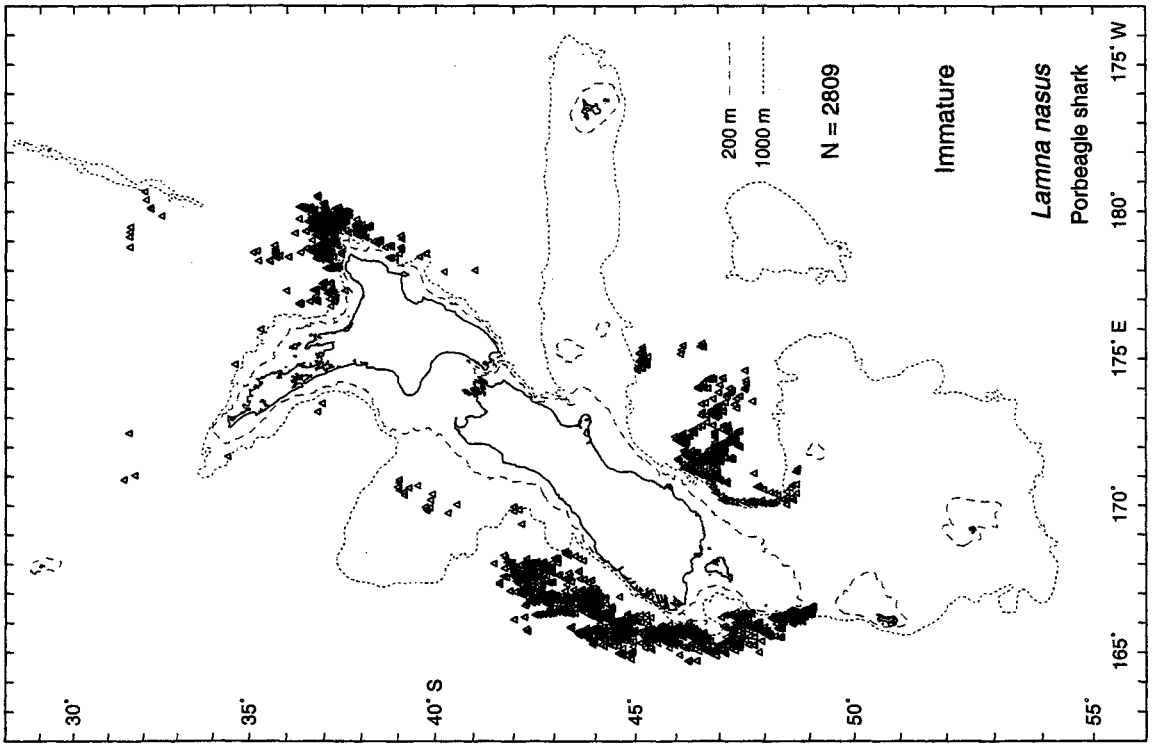 30°
35°
40° S
45°
50°
55°
165°
170°
175° E
180°
175° W
200 m
1000 m
N = 2809
Immature
Lamna nasus
Porbeagle shark